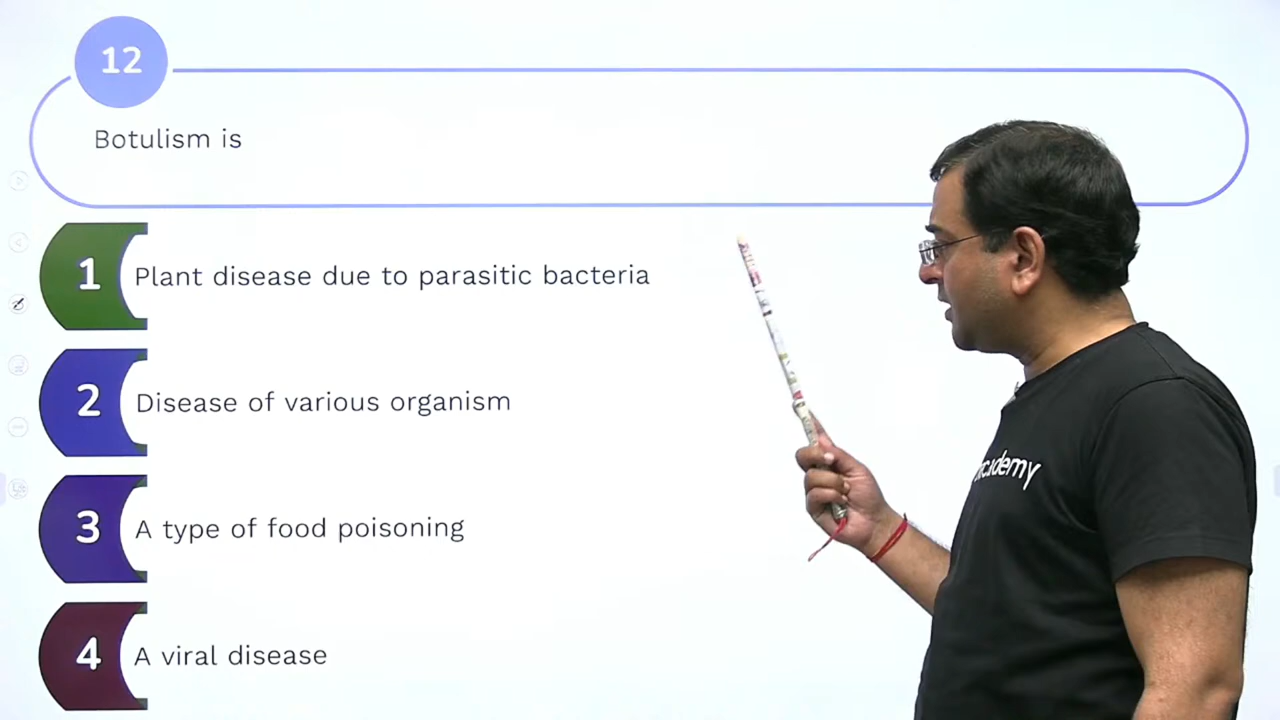 12
Botulism is
1 Plant disease due to parasitic bacteria
2 Disease of various organism
3 A type of food poisoning
4 A viral disease